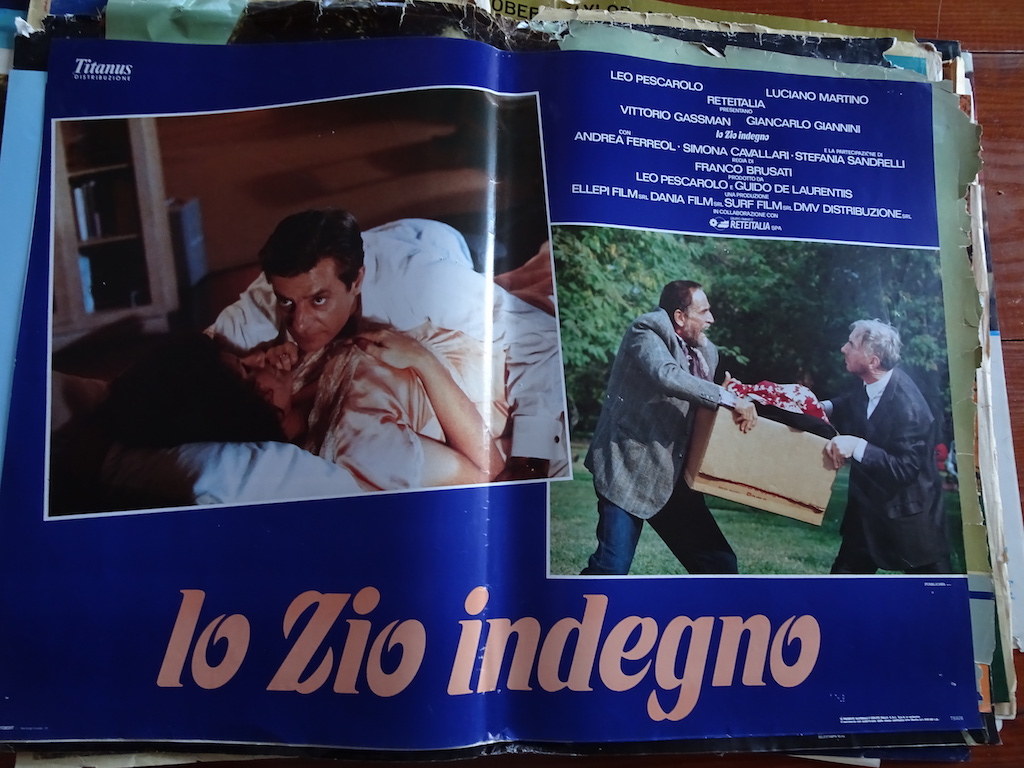 OBER TAYLOR
Titanus
DISTRIBUZIONE
LEO PESCAROLO LUCIANO MARTINO
RETEITALIA
PRESENTANO
VITTORIO GASSMAN GIANCARLO GIANNINI
lo Zio indegno
CON E LA PARTECIPAZIONE DI
ANDREA FERREOL · SIMONA CAVALLARI · STEFANIA SANDRELLI
REGIA DI
FRANCO BRUSATI
PRODOTTO DA
LEO PESCAROLO E GUIDO DE LAURENTIIS
UNA PRODUZIONE
ELLEPI FILM SRL DANIA FILM SRL SURF FILM SRL DMV DISTRIBUZIONE SRL
IN COLLABORAZIONE CON
RETEITALIA SPA
lo Zio indegno